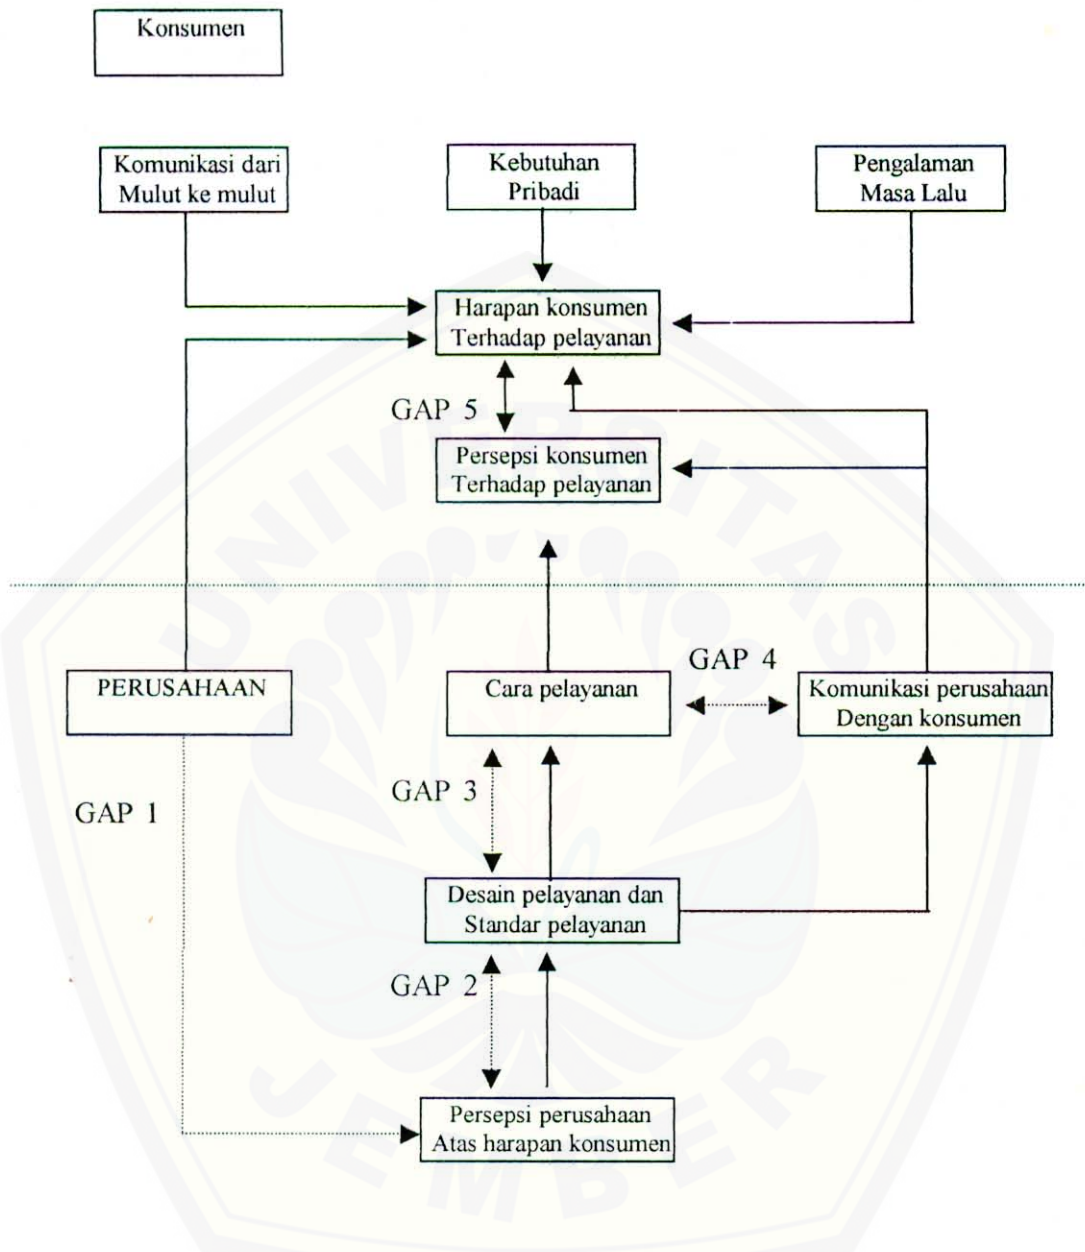 Konsumen
Komunikasi dari
Mulut ke mulut
Kebutuhan
Pribadi
Pengalaman
Masa Lalu
Harapan konsumen
Terhadap pelayanan
GAP 5
Persepsi konsumen
Terhadap pelayanan
PERUSAHAAN
Cara pelayanan
GAP 4
Komunikasi perusahaan
Dengan konsumen
GAP 1
GAP 3
Desain pelayanan dan
Standar pelayanan
GAP 2
Persepsi perusahaan
Atas harapan konsumen
UNIVERSITAS
JEMBER